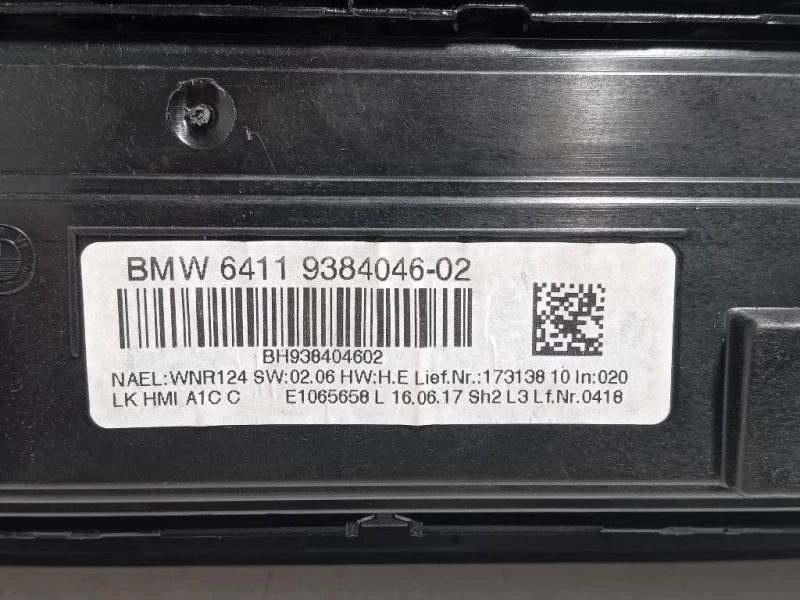 BMW 6411 9384046-02
BH938404602
NAEL:WNR124 SW:02.06 HW:H.E Lief.Nr.:173138 10 In:020
LK HMI A1C C E1065658 L 16.06.17 Sh2 L3 Lf.Nr.0418